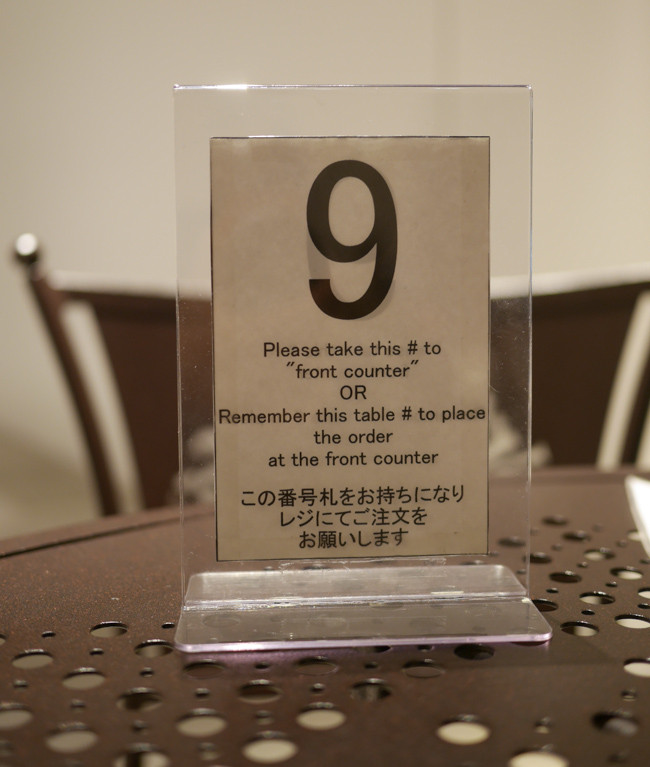 9
Please take this # to
"front counter"
OR
Remember this table # to place
the order
at the front counter
この番号札をお持ちになり
レジにてご注文を
お願いします